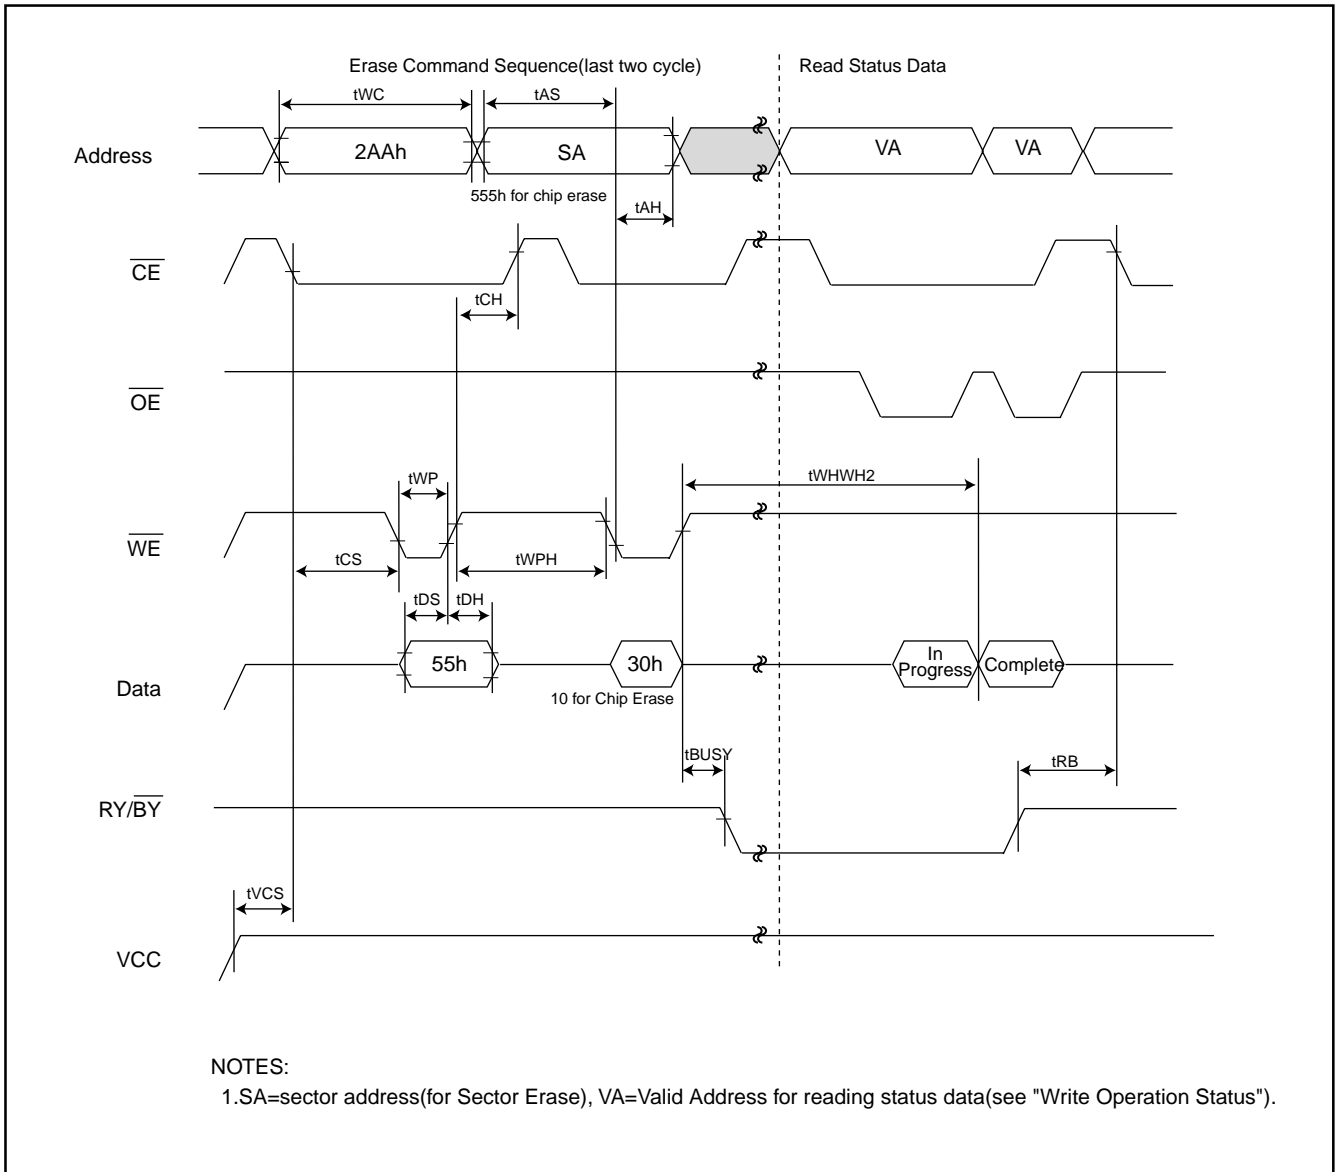 Erase Command Sequence(last two cycle)
Read Status Data
tWC
tAS
Address
2AAh
SA
VA
VA
555h for chip erase
tAH
CE
tCH
OE
tWP
tWHWH2
WE
tCS
tWPH
tDS
tDH
Data
55h
30h
In
Progress
Complete
10 for Chip Erase
tBUSY
tRB
RY/BY
tVCS
VCC
NOTES:
1.SA=sector address(for Sector Erase), VA=Valid Address for reading status data(see "Write Operation Status").